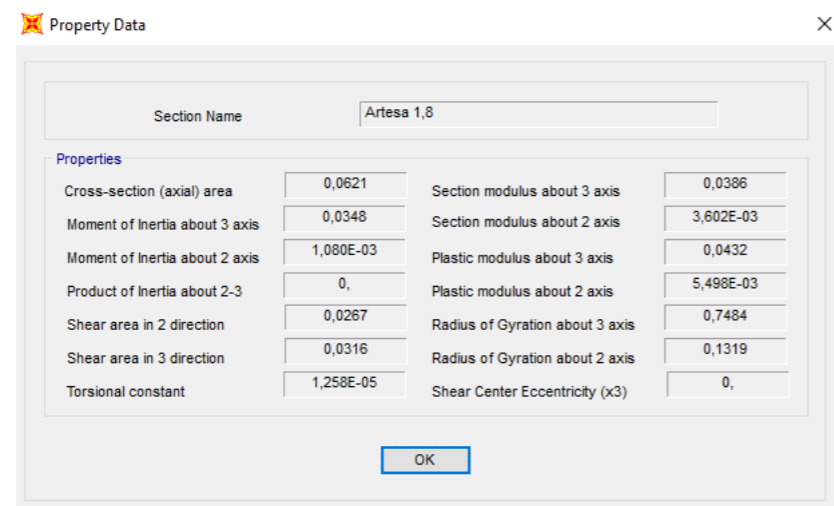 Property Data
Section Name Artesa 1,8
Properties
Cross-section (axial) area 0,0621 Section modulus about 3 axis 0,0386
Moment of Inertia about 3 axis 0,0348 Section modulus about 2 axis 3,602E-03
Moment of Inertia about 2 axis 1,080E-03 Plastic modulus about 3 axis 0,0432
Product of Inertia about 2-3 0, Plastic modulus about 2 axis 5,498E-03
Shear area in 2 direction 0,0267 Radius of Gyration about 3 axis 0,7484
Shear area in 3 direction 0,0316 Radius of Gyration about 2 axis 0,1319
Torsional constant 1,258E-05 Shear Center Eccentricity (x3) 0,
OK